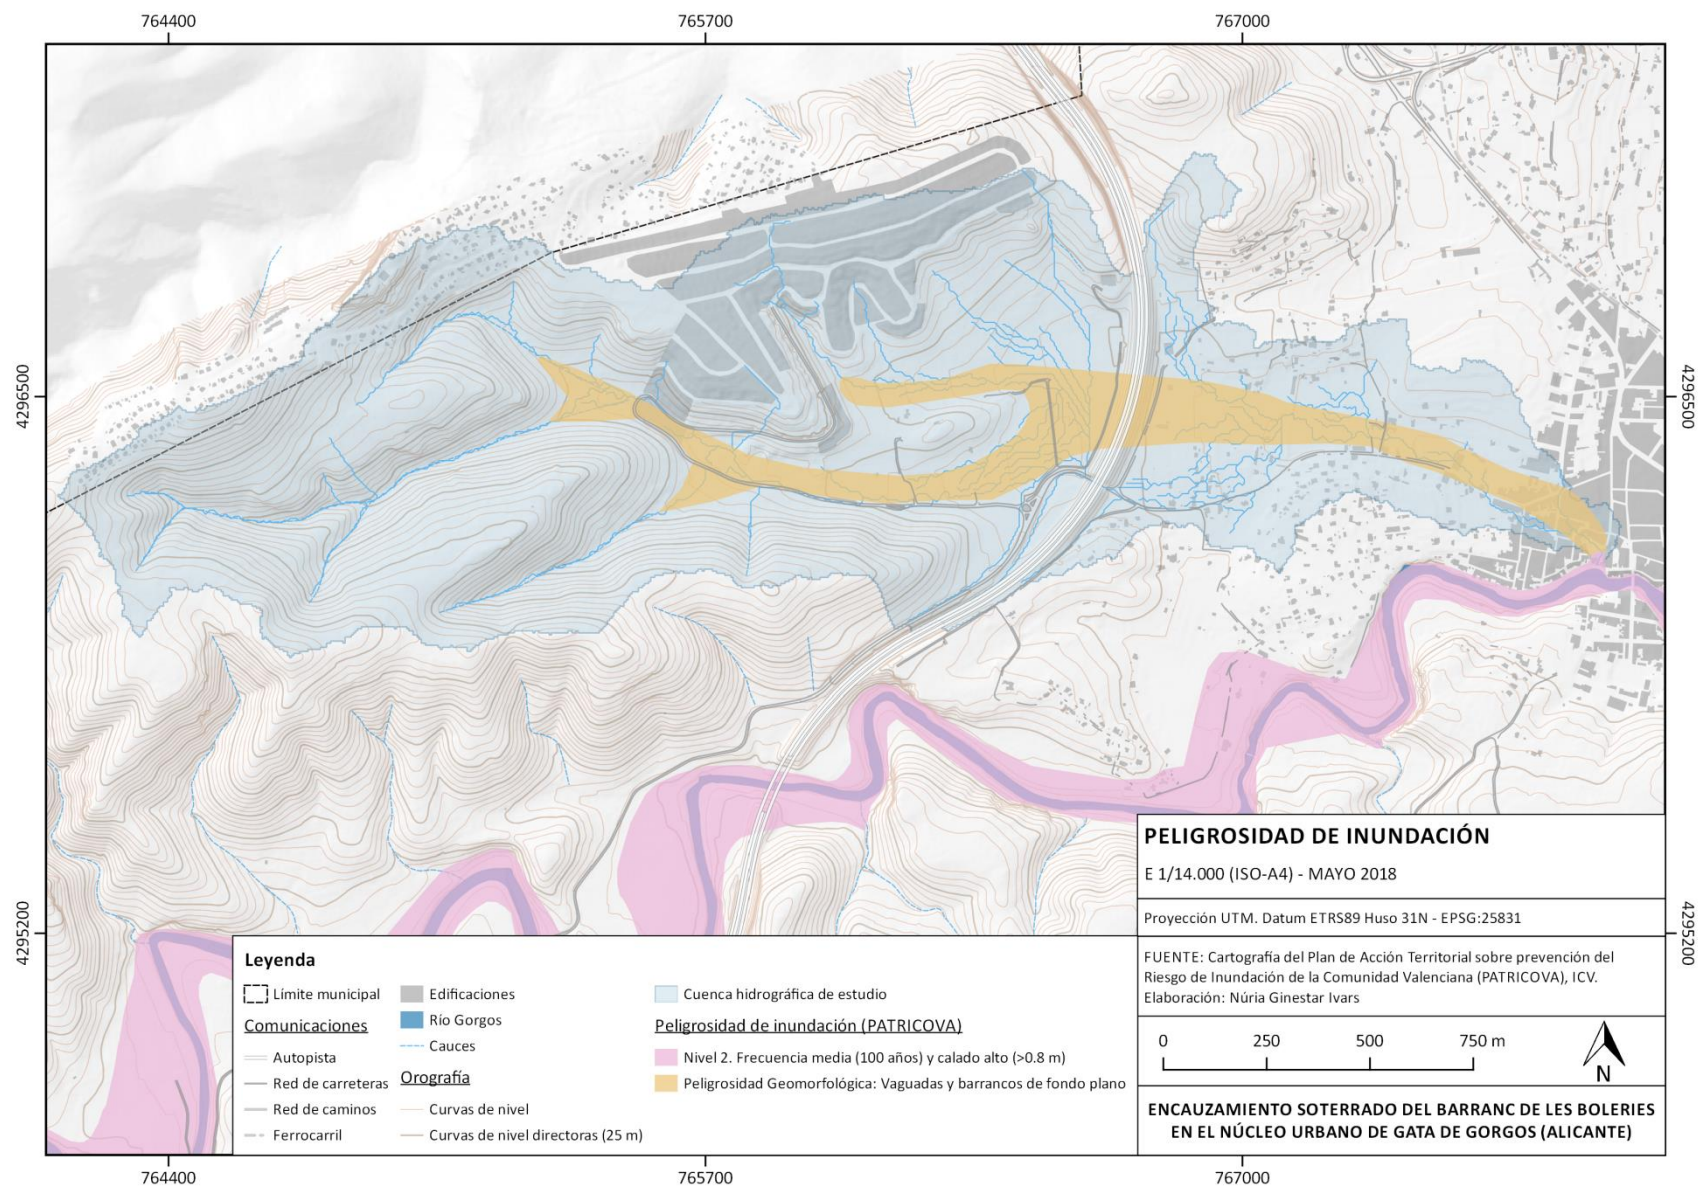 764400
765700
767000
4296500
4296500
4295200
4295200
PELIGROSIDAD DE INUNDACIÓN
E 1/14.000 (ISO-A4) - MAYO 2018
Proyección UTM. Datum ETRS89 Huso 31N - EPSG:25831
FUENTE: Cartografía del Plan de Acción Territorial sobre prevención del
Riesgo de Inundación de la Comunidad Valenciana (PATRICOVA), ICV.
Elaboración: Núria Ginestar Ivars
0 250 500 750 m
N
ENCAUZAMIENTO SOTERRADO DEL BARRANC DE LES BOLERIES
EN EL NÚCLEO URBANO DE GATA DE GORGOS (ALICANTE)
Leyenda
Límite municipal
Comunicaciones
Autopista
Red de carreteras
Red de caminos
Ferrocarril
Edificaciones
Río Gorgos
Cauces
Orografía
Curvas de nivel
Curvas de nivel directoras (25 m)
Cuenca hidrográfica de estudio
Peligrosidad de inundación (PATRICOVA)
Nivel 2. Frecuencia media (100 años) y calado alto (>0.8 m)
Peligrosidad Geomorfológica: Vaguadas y barrancos de fondo plano
764400
765700
767000